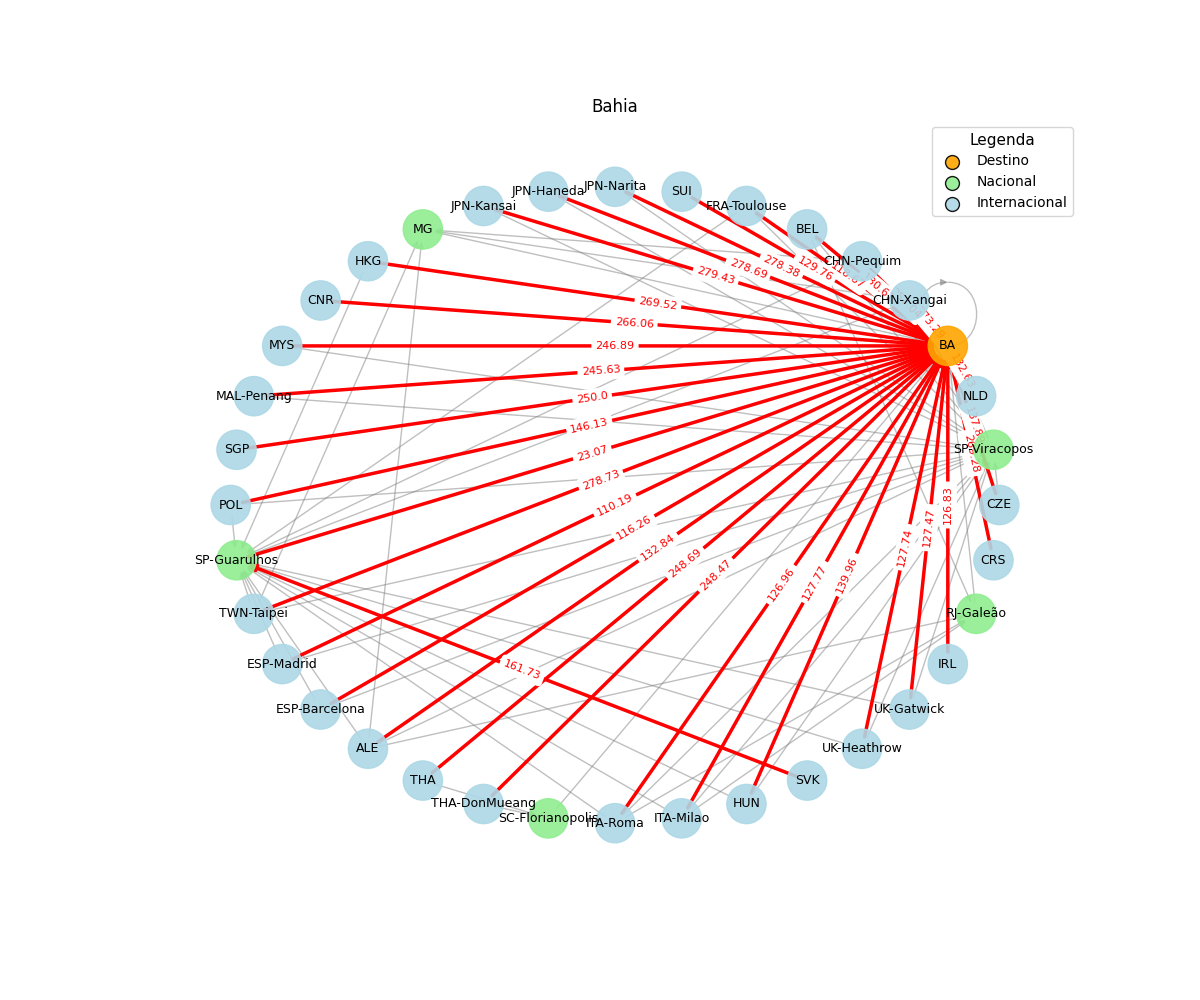 Bahia
Legenda
Destino
Nacional
Internacional
JPN-Narita
JPN-Haneda
SUI
JPN-Kansai
FRA-Toulouse
MG
BEL
HKG
CHN-Pequim
CNR
CHN-Xangai
MYS
BA
MAL-Penang
NLD
SGP
SP-Viracopos
POL
CZE
SP-Guarulhos
CRS
TWN-Taipei
RJ-Galeão
ESP-Madrid
IRL
ESP-Barcelona
UK-Gatwick
ALE
UK-Heathrow
THA
SVK
THA-DonMueang
HUN
SC-Florianopolis
ITA-Roma
ITA-Milao
279.43
278.69
278.38
129.76
269.52
266.06
246.89
245.63
250.0
146.13
23.07
278.73
110.19
116.26
132.84
248.69
248.47
126.96
127.77
139.96
127.74
127.47
126.83
161.73